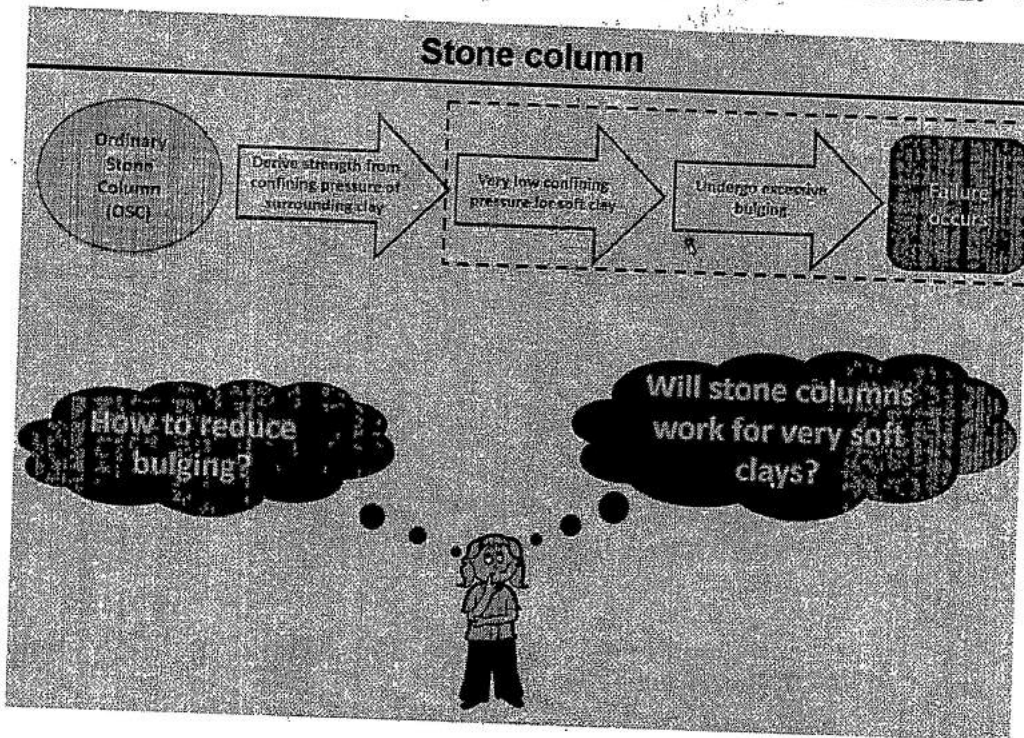 Stone column
Ordinary
Stone
Column
(OSC)
Derive strength from
confining pressure of
surrounding clay
Very low confining
pressure for soft clay
Undergo excessive
bulging
Failure
occurs
How to reduce
bulging?
Will stone columns
work for very soft
clays?